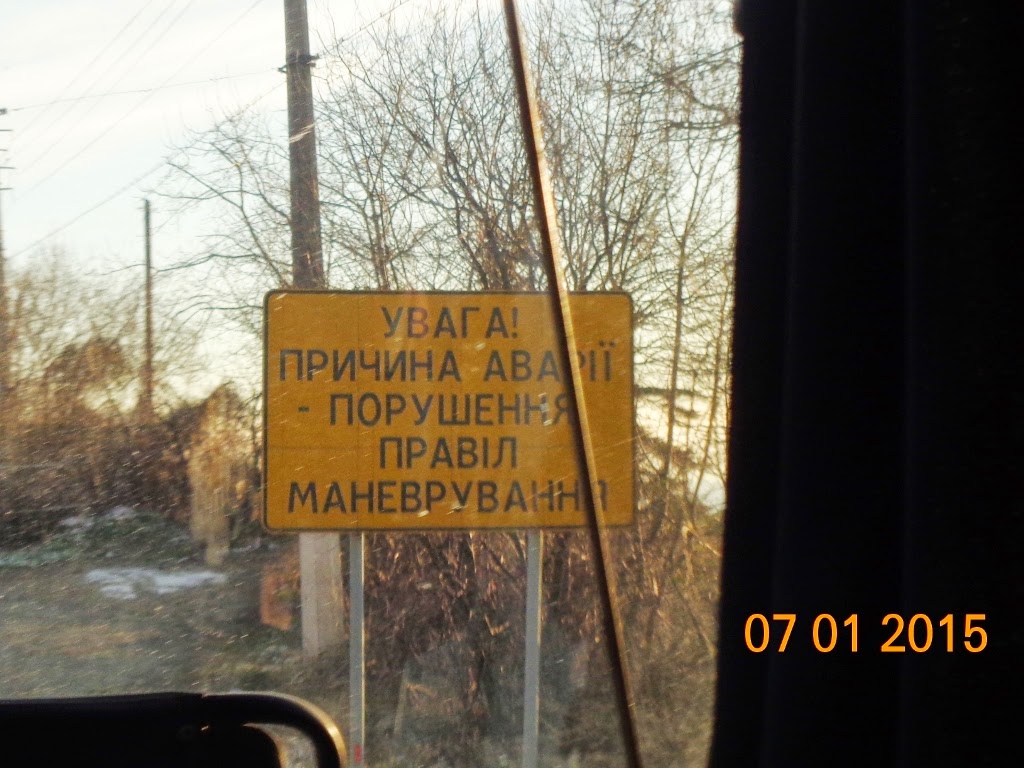 УВАГА!
ПРИЧИНА АВАРІЇ
- ПОРУШЕННЯ
ПРАВІЛ
МАНЕВРУВАННЯ
07 01 2015